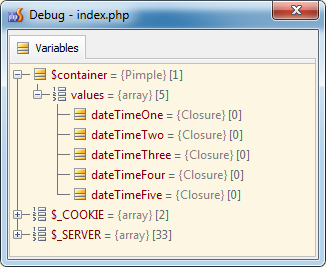 Debug - index.php
Variables
$container = {Pimple} [1]
values = {array} [5]
dateTimeOne = {Closure} [0]
dateTimeTwo = {Closure} [0]
dateTimeThree = {Closure} [0]
dateTimeFour = {Closure} [0]
dateTimeFive = {Closure} [0]
$_COOKIE = {array} [2]
$_SERVER = {array} [33]